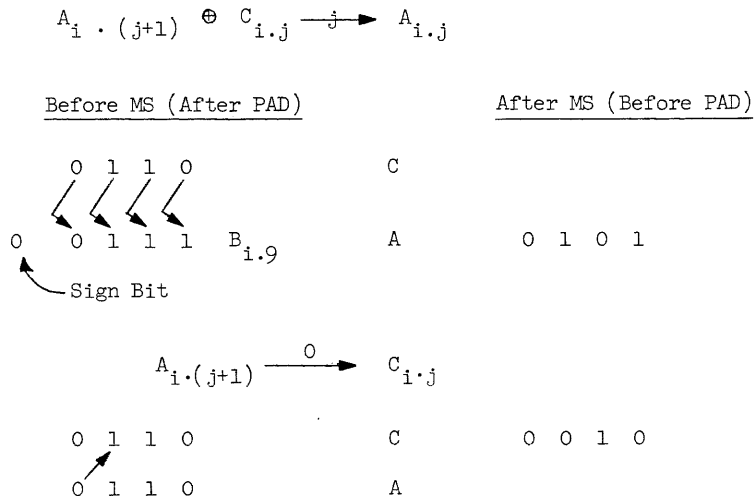 A i · (j+1) ⊕ C i.j —j→ A i.j
Before MS (After PAD) After MS (Before PAD)
0 1 1 0 C
0 0 1 1 1 B i.9 A 0 1 0 1
Sign Bit
A i·(j+1) —0→ C i·j
0 1 1 0 C 0 0 1 0
0 1 1 0 A